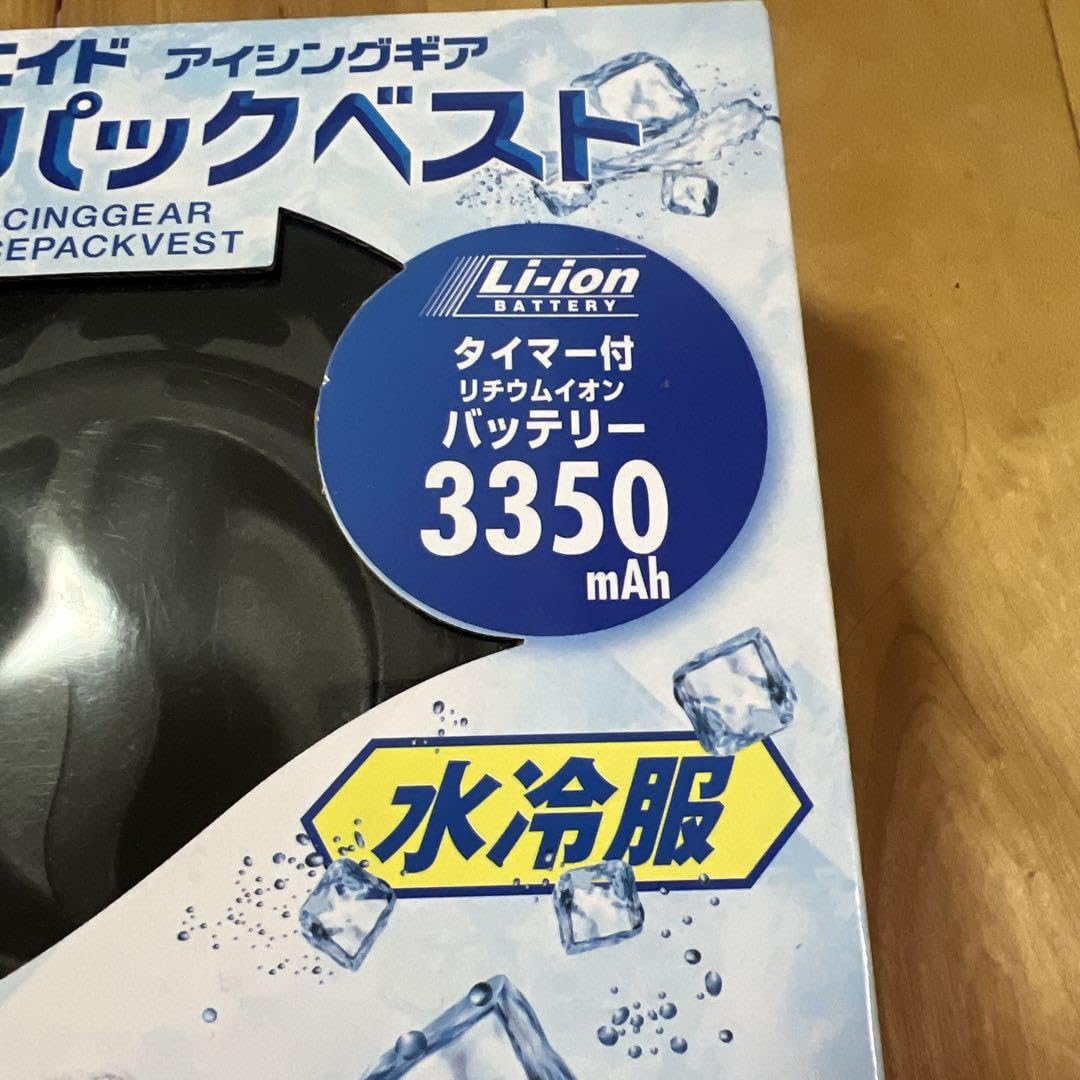 エイド アイシングギア
パックベスト
CINGGEAR
CEPACKVEST
Li-ion
BATTERY
タイマー付
リチウムイオン
バッテリー
3350
mAh
水冷服